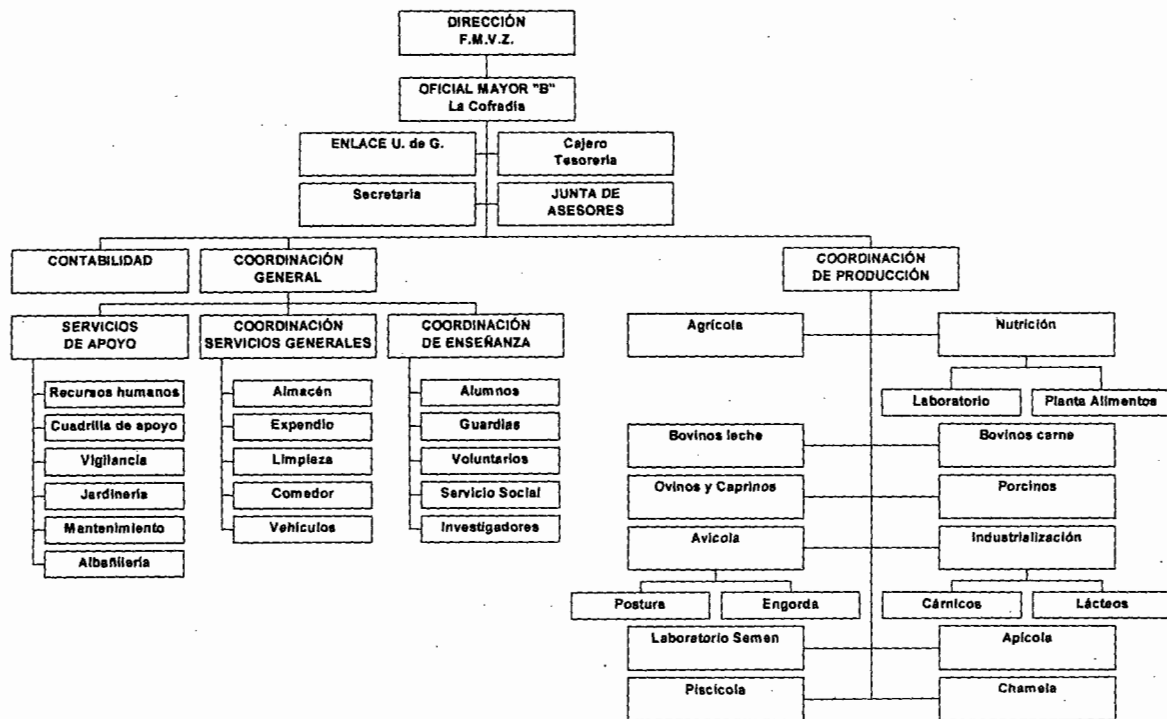 DIRECCIÓN
F.M.V.Z.
OFICIAL MAYOR "B"
La Cofradía
ENLACE U. de G.
Cajero
Tesorería
Secretaria
JUNTA DE
ASESORES
CONTABILIDAD
COORDINACIÓN
GENERAL
COORDINACIÓN
DE PRODUCCIÓN
SERVICIOS
DE APOYO
COORDINACIÓN
SERVICIOS GENERALES
COORDINACIÓN
DE ENSEÑANZA
Recursos humanos
Cuadrilla de apoyo
Vigilancia
Jardinería
Mantenimiento
Albañilería
Almacén
Expendio
Limpieza
Comedor
Vehículos
Alumnos
Guardias
Voluntarios
Servicio Social
Investigadores
Agrícola
Nutrición
Laboratorio
Planta Alimentos
Bovinos leche
Bovinos carne
Ovinos y Caprinos
Porcinos
Avícola
Industrialización
Postura
Engorda
Cárnicos
Lácteos
Laboratorio Semen
Apícola
Piscícola
Chamela